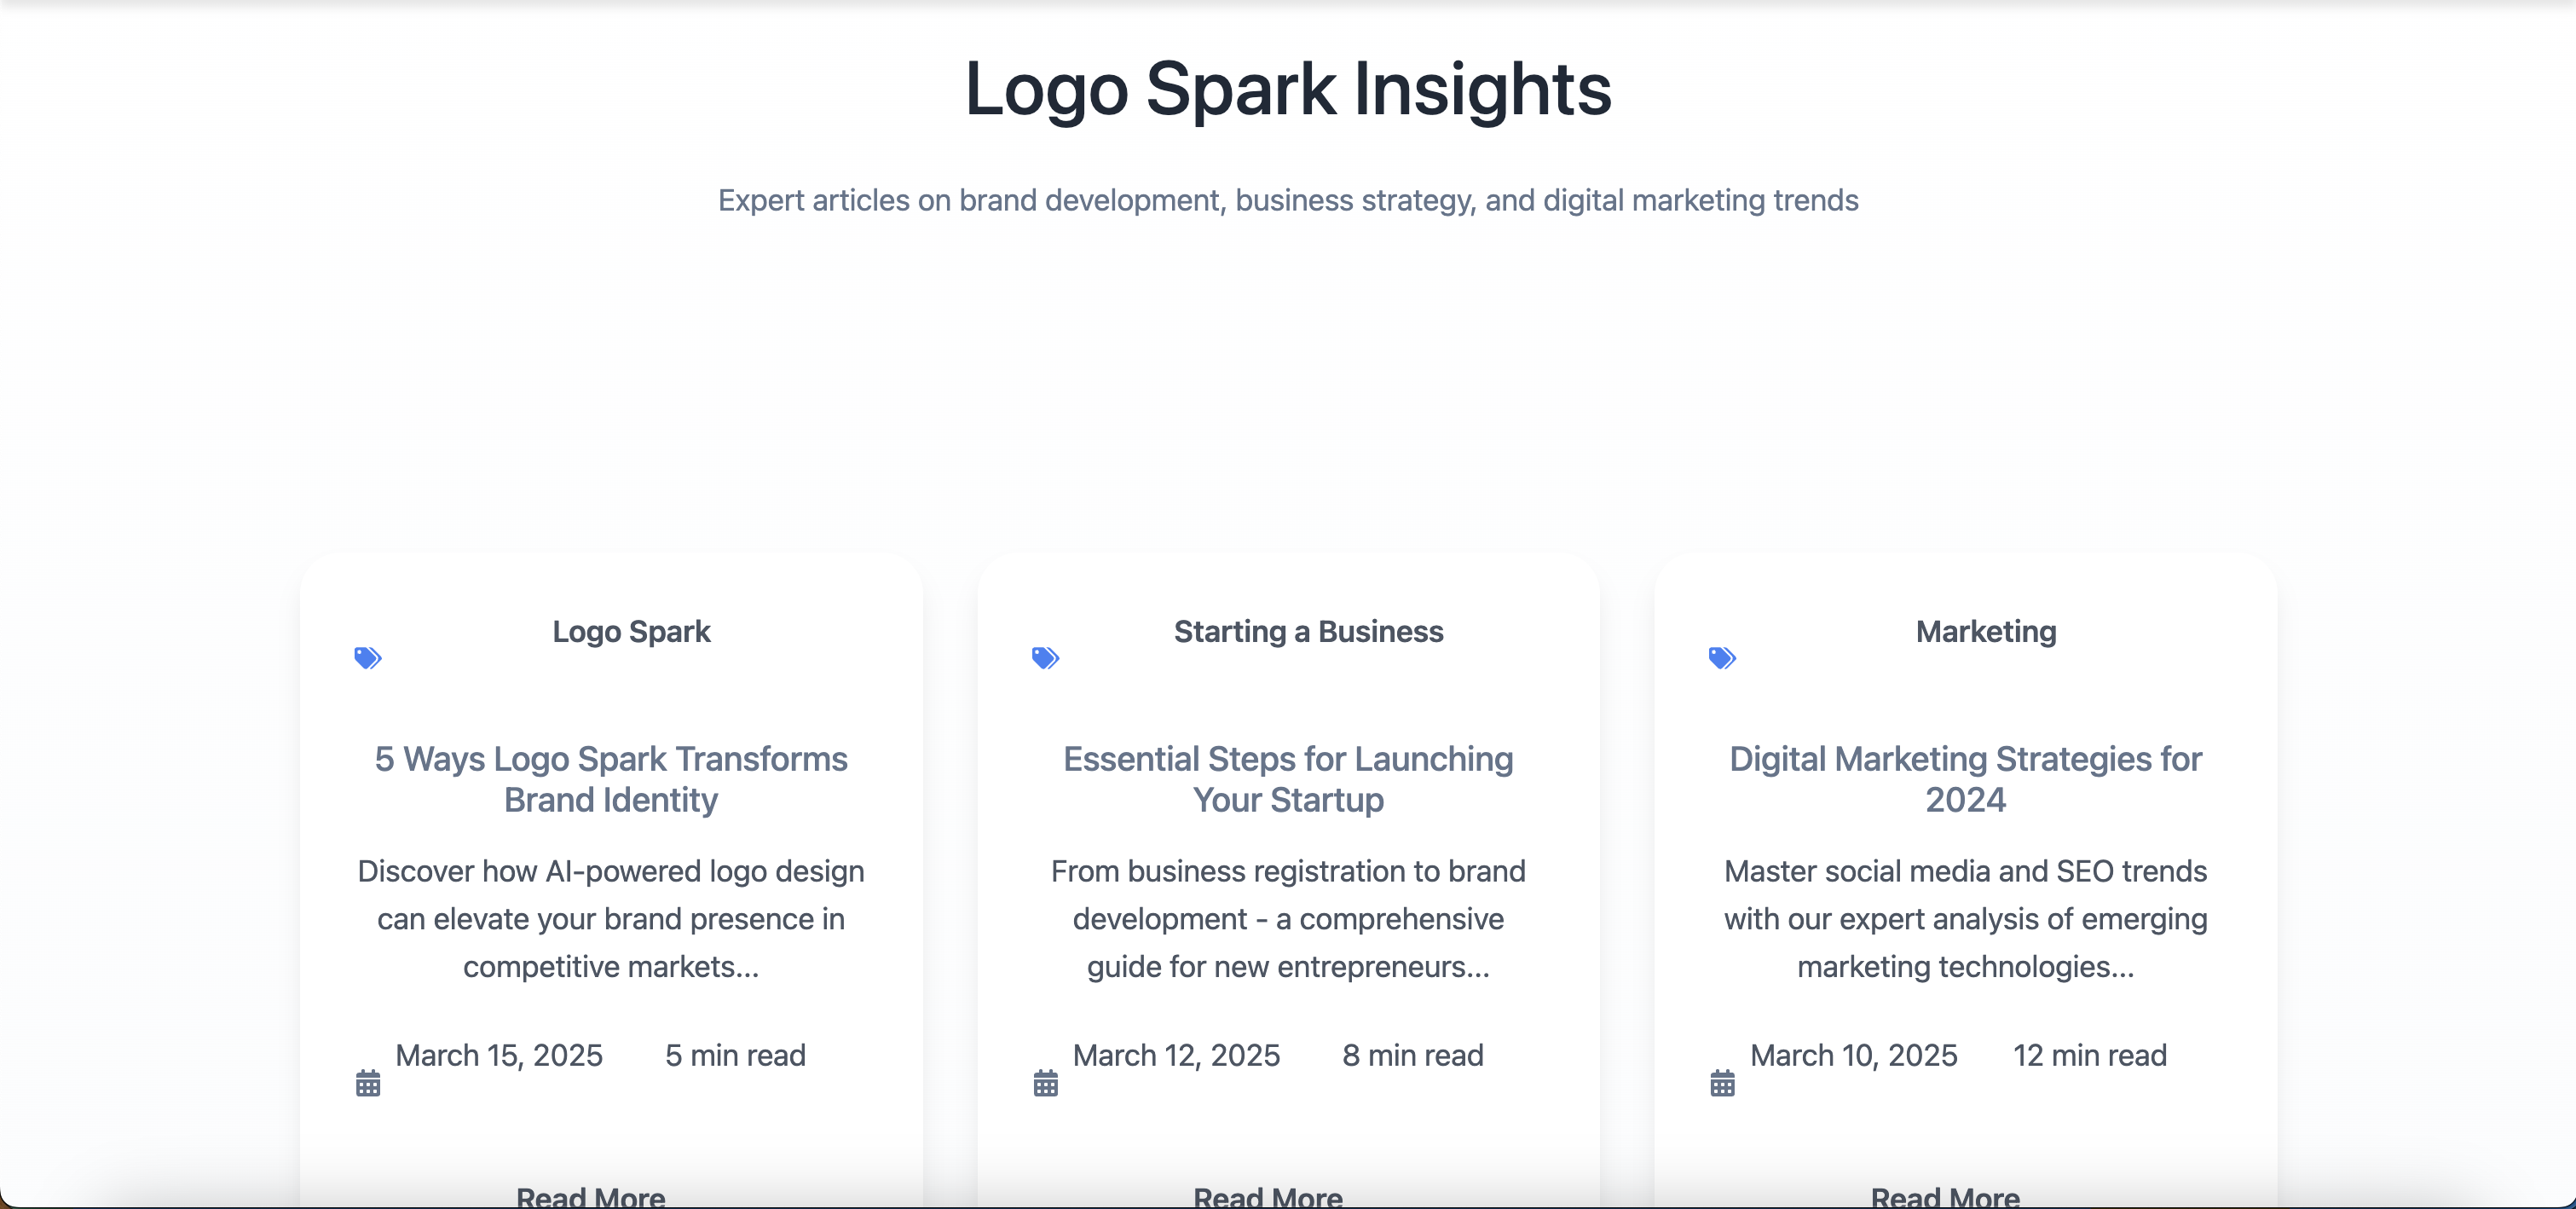 Logo Spark Insights
Expert articles on brand development, business strategy, and digital marketing trends
Logo Spark
5 Ways Logo Spark Transforms
Brand Identity
Discover how AI-powered logo design
can elevate your brand presence in
competitive markets...
March 15, 2025 5 min read
Read More
Starting a Business
Essential Steps for Launching
Your Startup
From business registration to brand
development - a comprehensive
guide for new entrepreneurs...
March 12, 2025 8 min read
Read More
Marketing
Digital Marketing Strategies for
2024
Master social media and SEO trends
with our expert analysis of emerging
marketing technologies...
March 10, 2025 12 min read
Read More